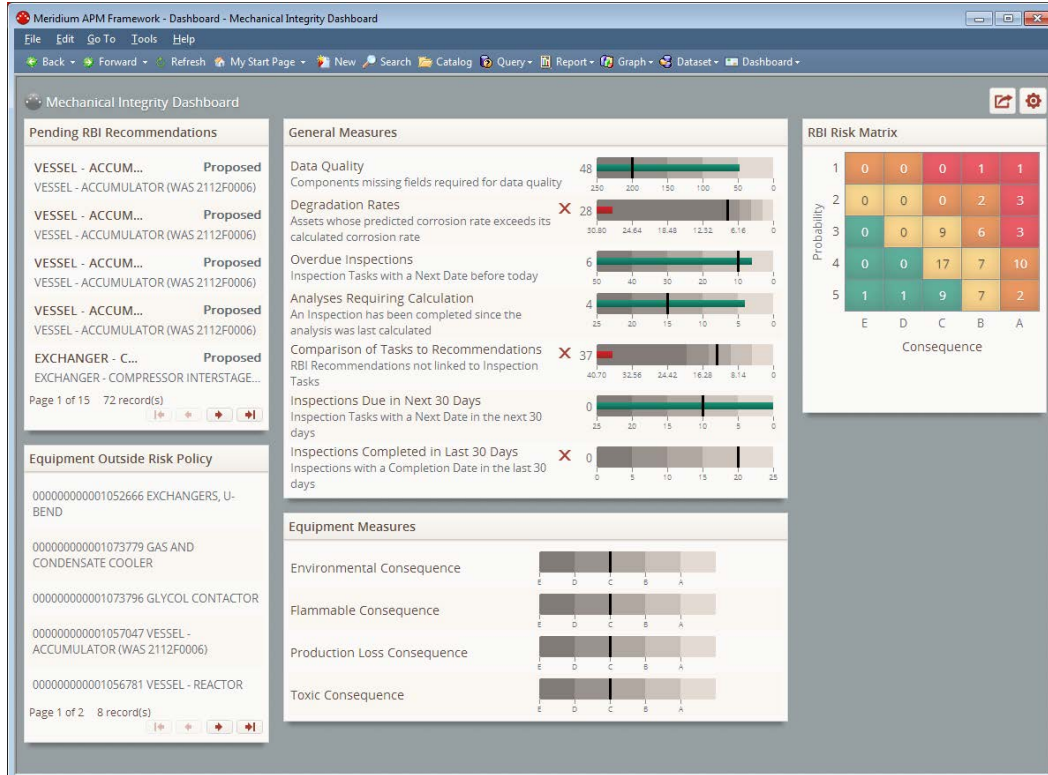 Meridium APM Framework - Dashboard - Mechanical Integrity Dashboard
File Edit Go To Tools Help
Back Forward Refresh My Start Page New Search Catalog Query Report Graph Dataset Dashboard
Mechanical Integrity Dashboard
Pending RBI Recommendations
VESSEL - ACCUM... Proposed
VESSEL - ACCUMULATOR (WAS 2112F0006)
VESSEL - ACCUM... Proposed
VESSEL - ACCUMULATOR (WAS 2112F0006)
VESSEL - ACCUM... Proposed
VESSEL - ACCUMULATOR (WAS 2112F0006)
VESSEL - ACCUM... Proposed
VESSEL - ACCUMULATOR (WAS 2112F0006)
EXCHANGER - C... Proposed
EXCHANGER - COMPRESSOR INTERSTAGE...
Page 1 of 15 72 record(s)
Equipment Outside Risk Policy
000000000001052666 EXCHANGERS, U-
BEND
000000000001073779 GAS AND
CONDENSATE COOLER
000000000001073796 GLYCOL CONTACTOR
000000000001057047 VESSEL -
ACCUMULATOR (WAS 2112F0006)
000000000001056781 VESSEL - REACTOR
Page 1 of 2 8 record(s)
General Measures
Data Quality 48
Components missing fields required for data quality
250 200 150 100 50 0
Degradation Rates X 28
Assets whose predicted corrosion rate exceeds its
calculated corrosion rate
30.80 24.64 18.48 12.32 6.16 0
Overdue Inspections 6
Inspection Tasks with a Next Date before today
50 40 30 20 10 0
Analyses Requiring Calculation 4
An Inspection has been completed since the
analysis was last calculated
25 20 15 10 5 0
Comparison of Tasks to Recommendations X 37
RBI Recommendations not linked to Inspection
Tasks
40.70 32.56 24.42 16.28 8.14 0
Inspections Due in Next 30 Days 0
Inspection Tasks with a Next Date in the next 30
days
25 20 15 10 5 0
Inspections Completed in Last 30 Days X 0
Inspections with a Completion Date in the last 30
days
0 5 10 15 20 25
Equipment Measures
Environmental Consequence
E D C B A
Flammable Consequence
E D C B A
Production Loss Consequence
E D C B A
Toxic Consequence
E D C B A
RBI Risk Matrix
Probability
1 0 0 0 1 1
2 0 0 0 2 3
3 0 0 9 6 3
4 0 0 17 7 10
5 1 1 9 7 2
E D C B A
Consequence